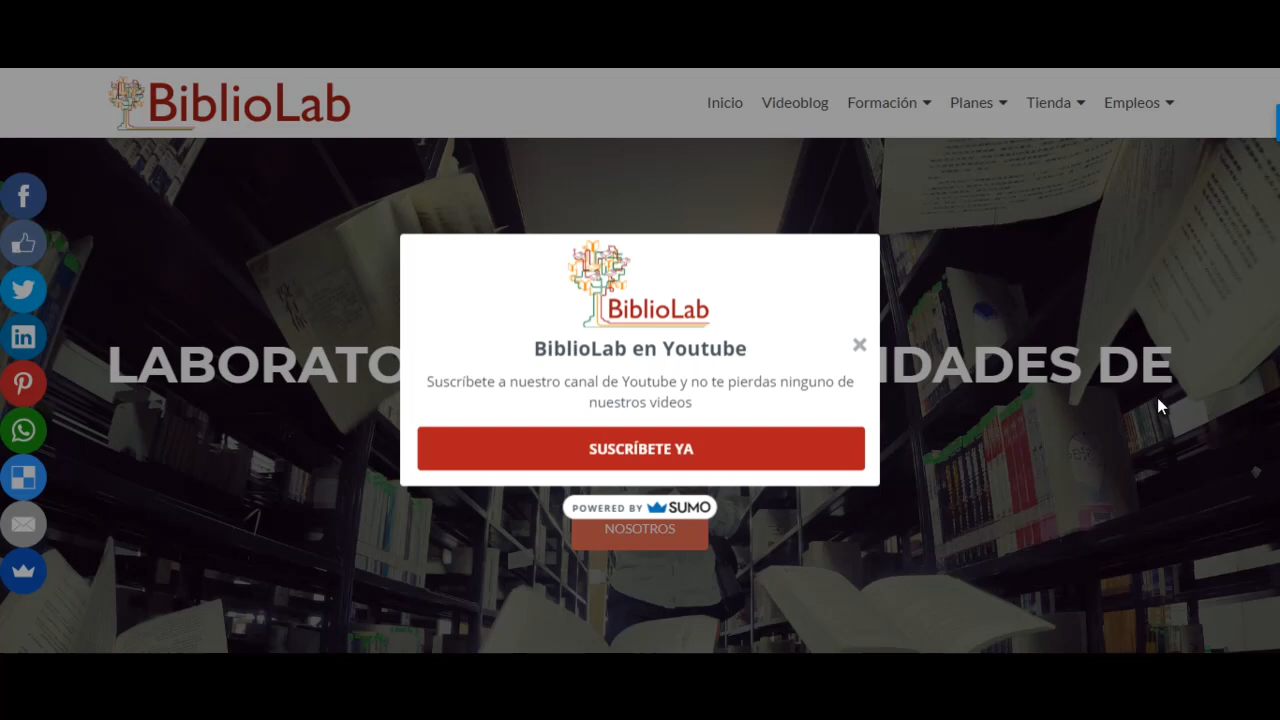 BiblioLab
Inicio Videoblog Formación Planes Tienda Empleos
BiblioLab
BiblioLab en Youtube
Suscríbete a nuestro canal de Youtube y no te pierdas ninguno de
nuestros videos
LABORATO IDADES DE
SUSCRÍBETE YA
POWERED BY SUMO
NOSOTROS